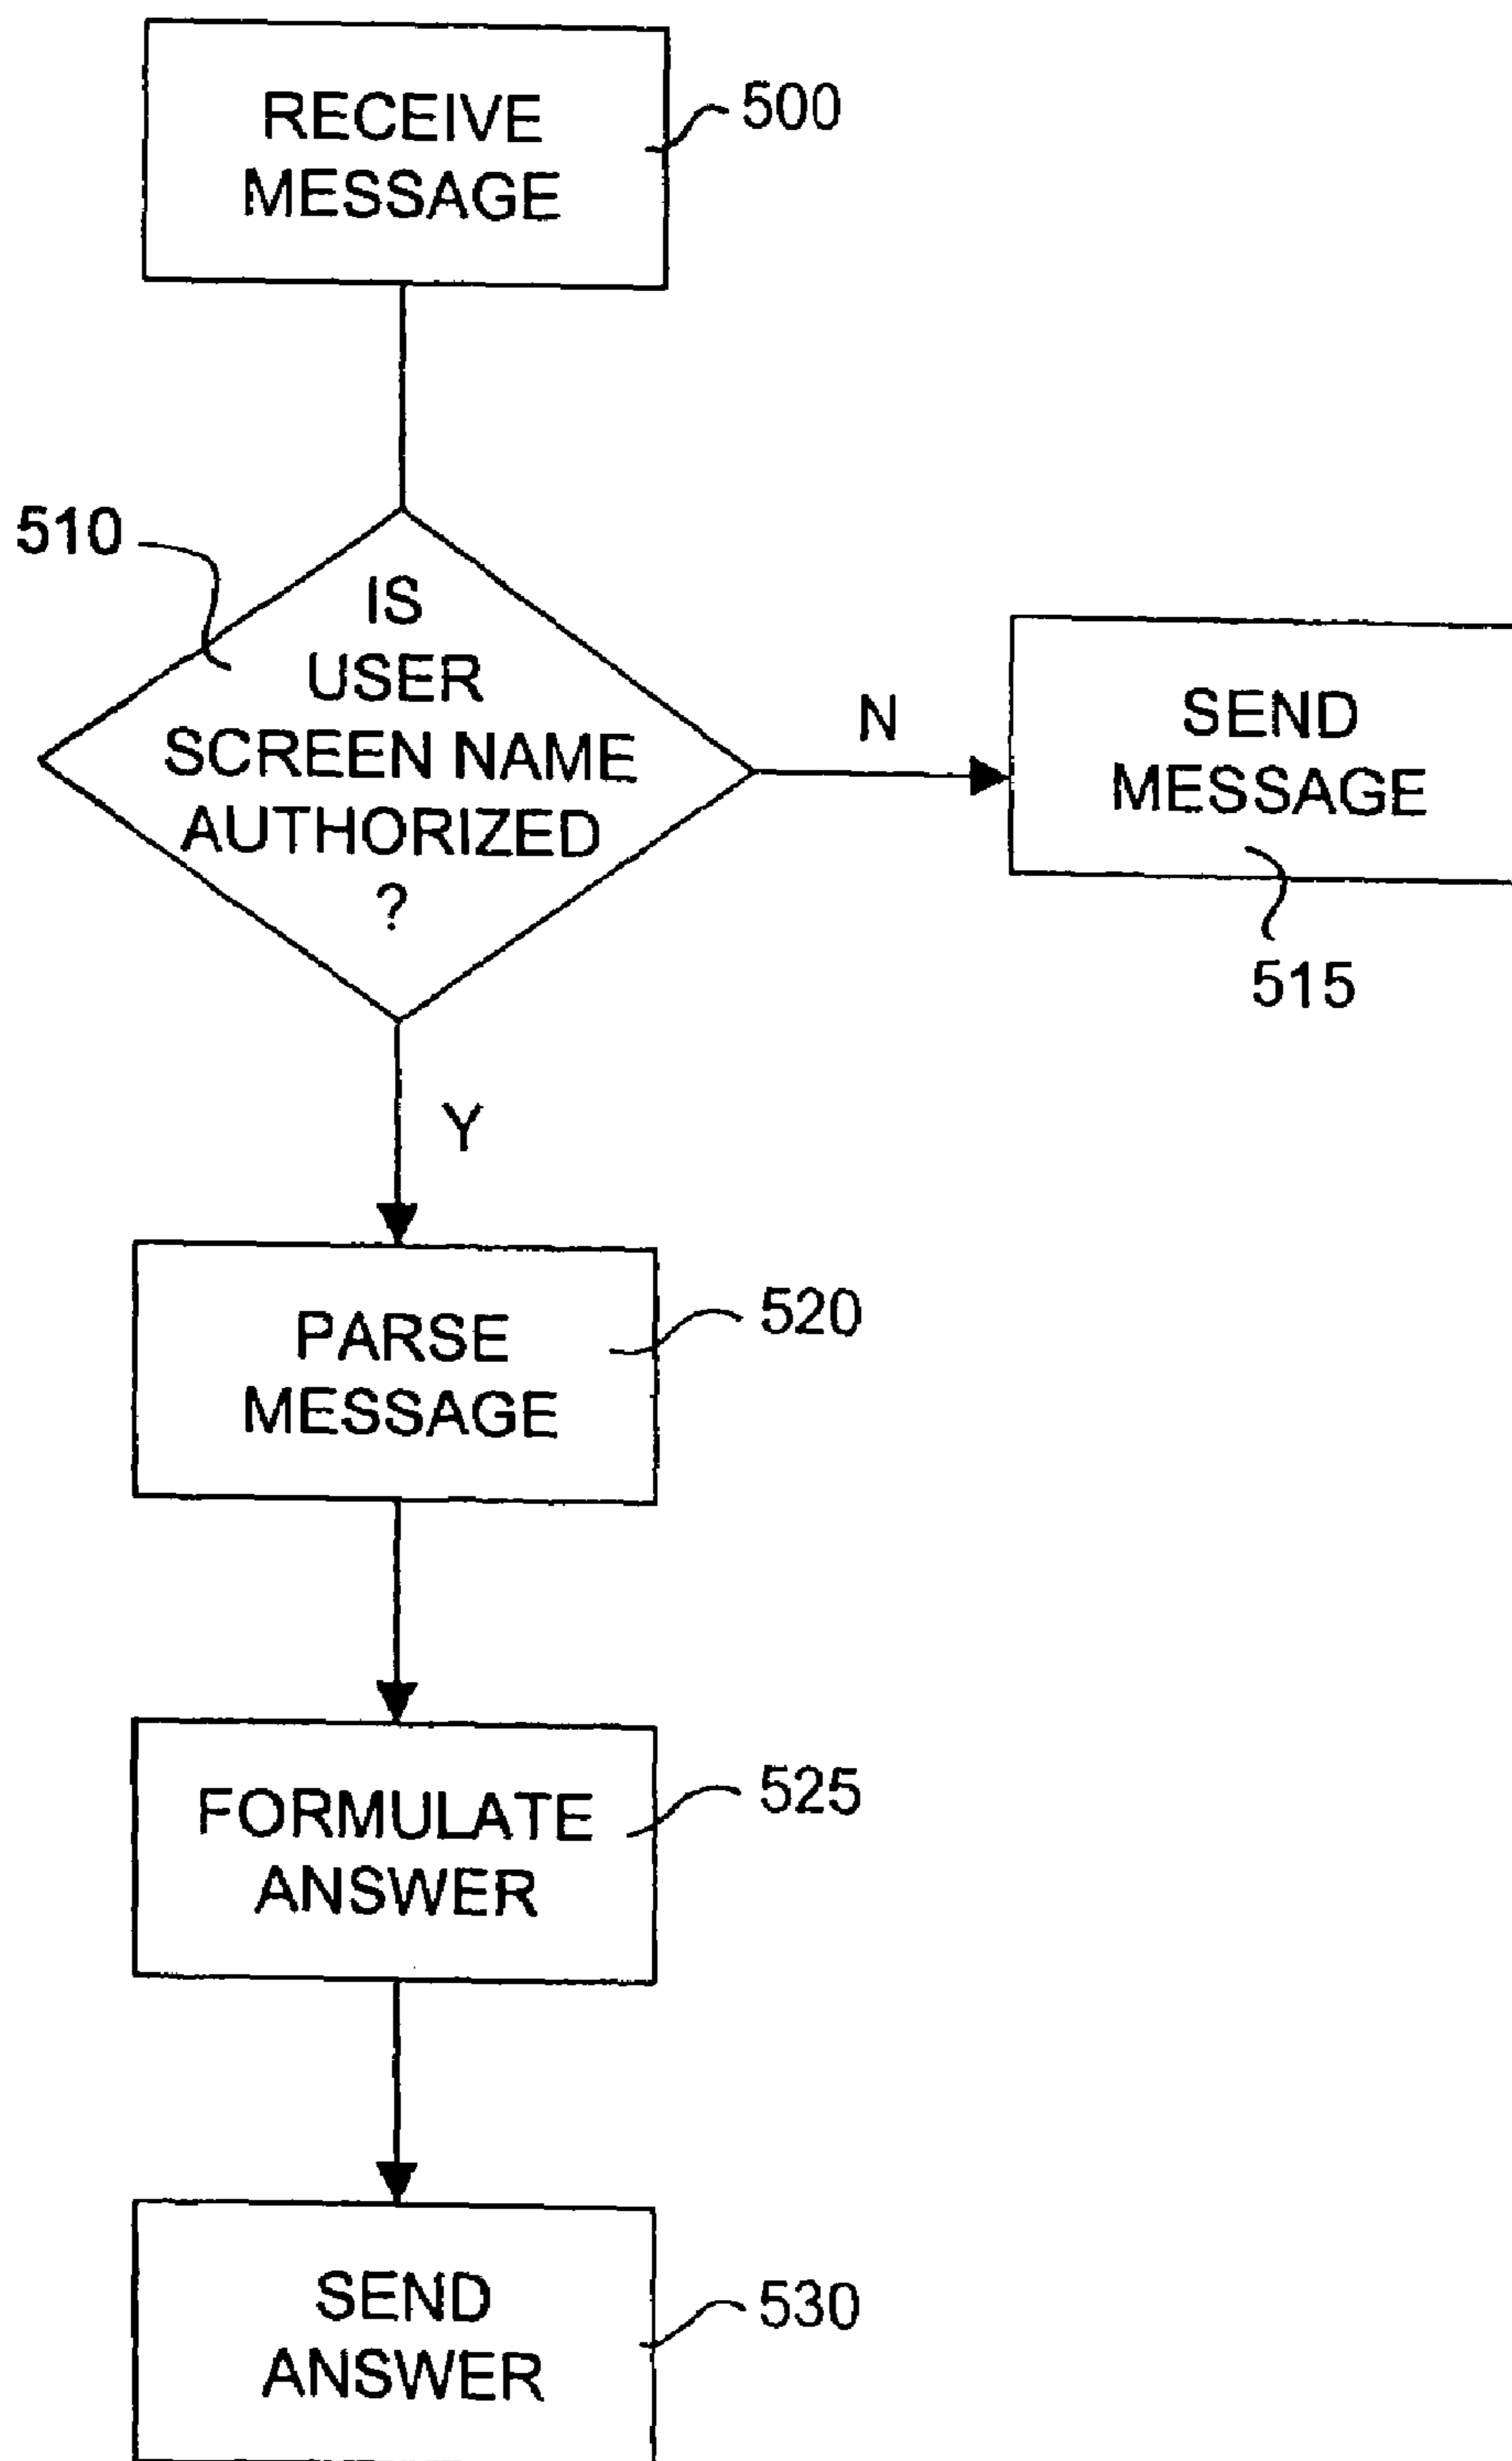 RECEIVE
MESSAGE
500
510
IS
USER
SCREEN NAME
AUTHORIZED
?
N
SEND
MESSAGE
515
Y
PARSE
MESSAGE
520
FORMULATE
ANSWER
525
SEND
ANSWER
530